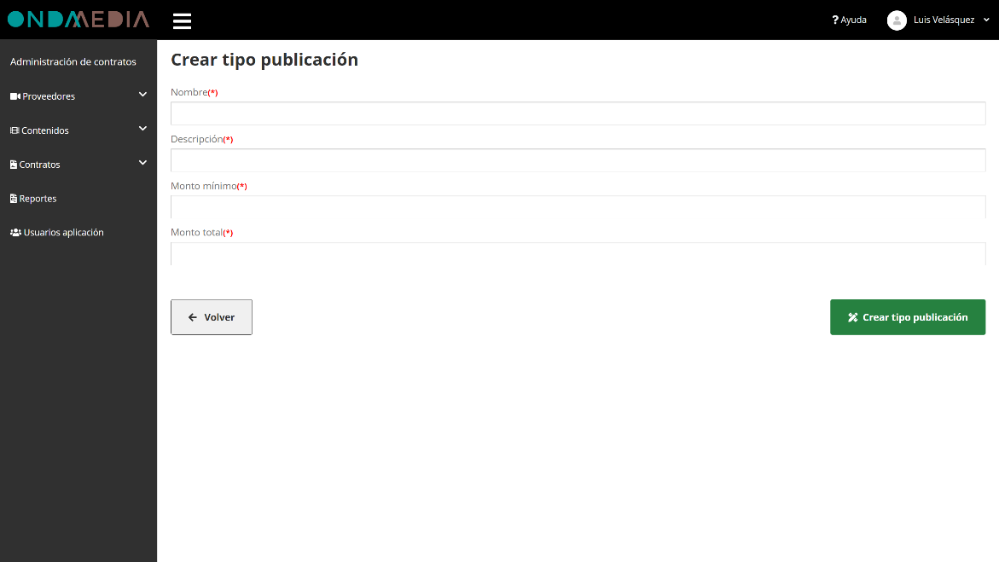 ONDAMEDIA
? Ayuda
Luis Velásquez
Administración de contratos
Proveedores
Contenidos
Contratos
Reportes
Usuarios aplicación
Crear tipo publicación
Nombre(*)
Descripción(*)
Monto mínimo(*)
Monto total(*)
Volver
Crear tipo publicación